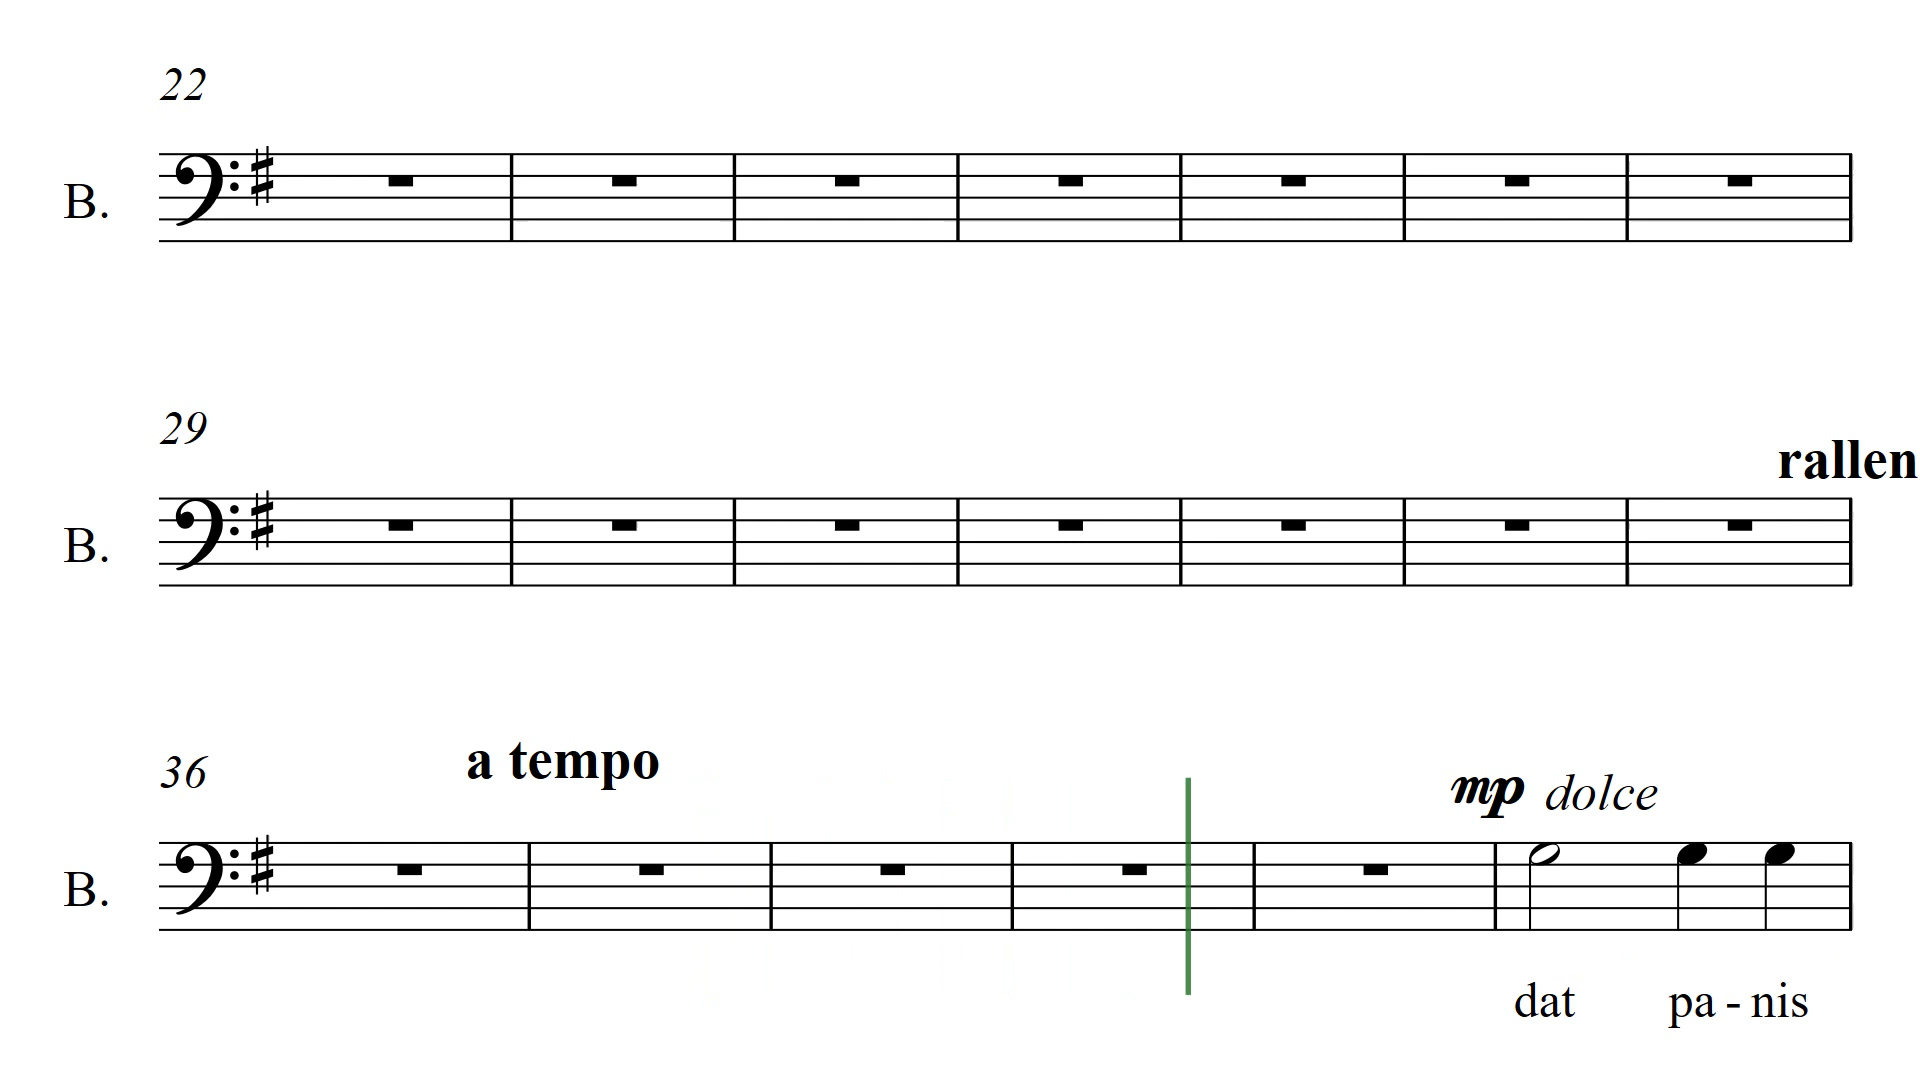 22
B.
29
rallen
B.
36
a tempo
mp dolce
B.
dat pa - nis